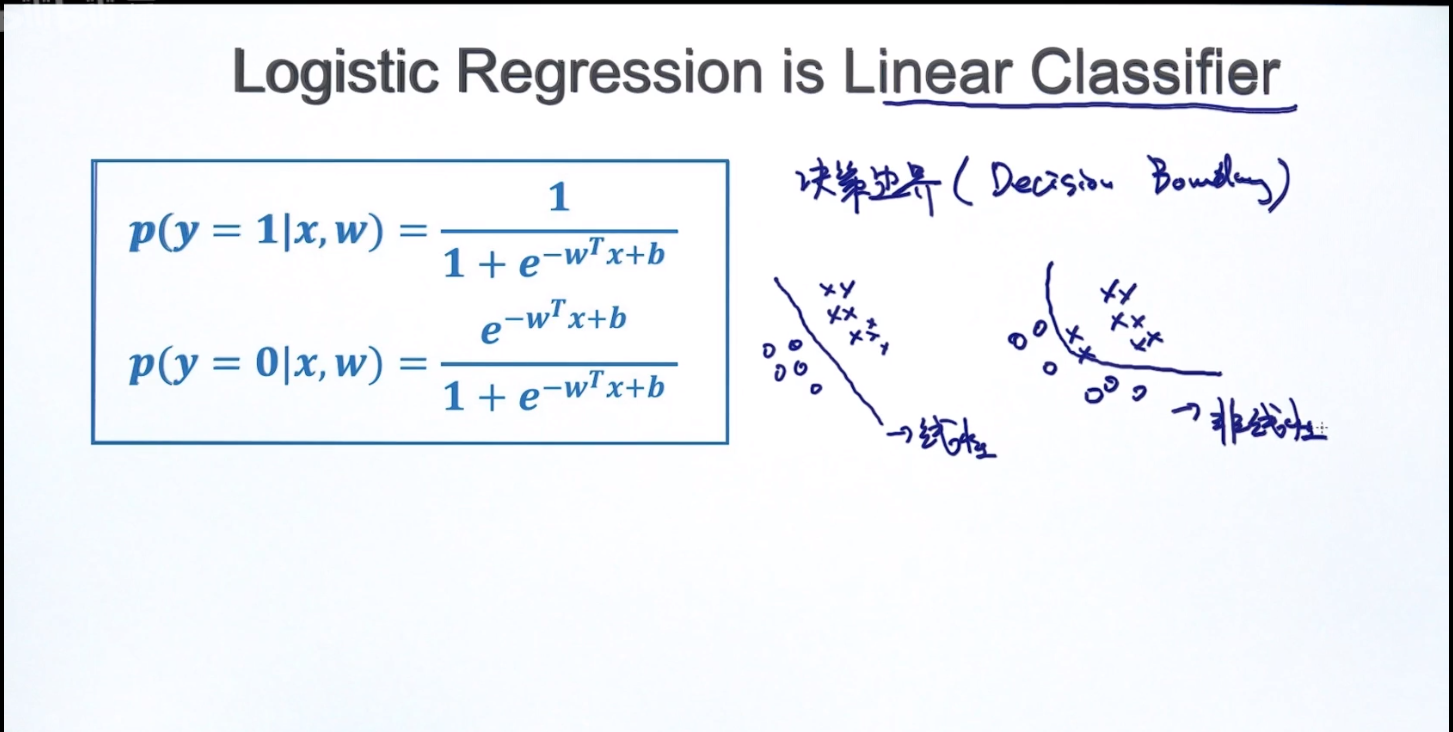 Logistic Regression is Linear Classifier
p(y = 1|x, w) = 1 / (1 + e^{-w^T x+b})
p(y = 0|x, w) = e^{-w^T x+b} / (1 + e^{-w^T x+b})
决策边界 (Decision Boundary)
→ 线性
→ 非线性